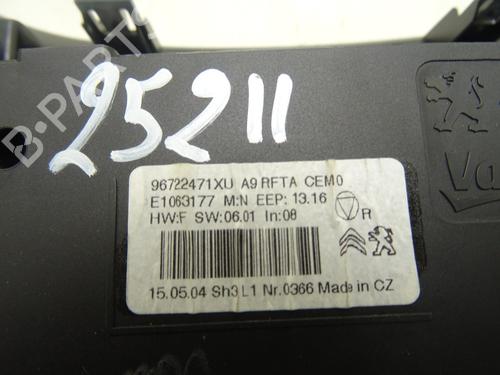 B-PARTS
25211
Va
96722471XU A9 RFTA CEM0
E1063177 M:N EEP: 13.16
HW:F SW:06.01 In:08
R
15.05.04 Sh3 L1 Nr.0366 Made in CZ